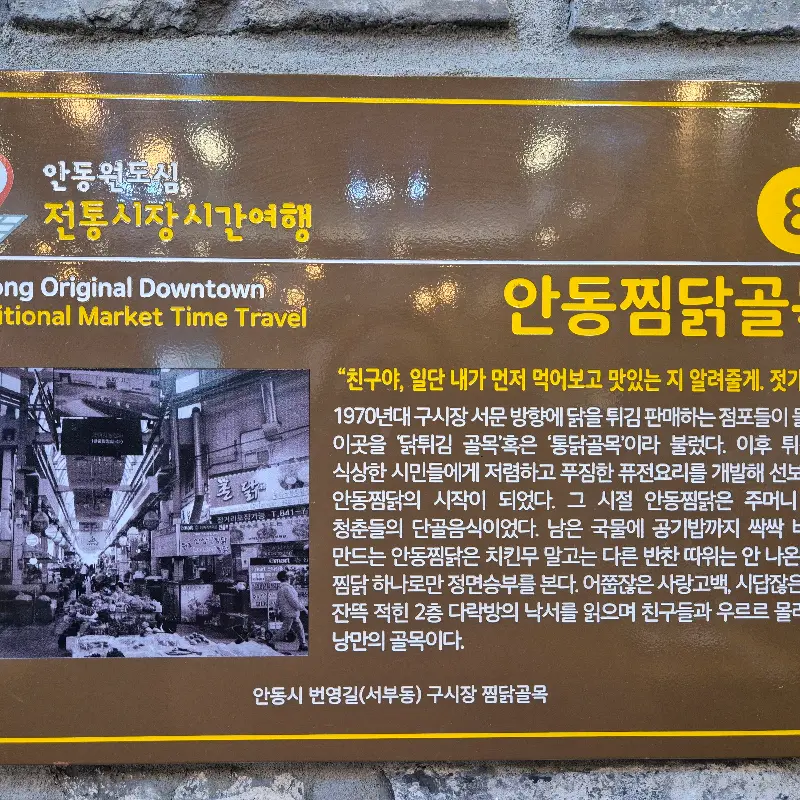 안동원도심,
전통시장 시간여행
ong Original Downtown
itional Market Time Travel
8
안동찜닭골목
“친구야, 일단 내가 먼저 먹어보고 맛있는 지 알려줄게. 젓가
1970년대 구시장 서문 방향에 닭을 튀김 판매하는 점포들이
이곳을 ‘닭튀김 골목’혹은 ‘통닭골목’이라 불렀다. 이후 튀
식상한 시민들에게 저렴하고 푸짐한 퓨전요리를 개발해 선보
안동찜닭의 시작이 되었다. 그 시절 안동찜닭은 주머니
청춘들의 단골음식이었다. 남은 국물에 공기밥까지 싹싹
만드는 안동찜닭은 치킨무 말고는 다른 반찬 따위는 안 나온
찜닭 하나로만 정면승부를 본다. 어쭙잖은 사랑고백, 시답잖은
잔뜩 적힌 2층 다락방의 낙서를 읽으며 친구들과 우르르 몰려
낭만의 골목이다.
안동시 번영길(서부동) 구시장 찜닭골목